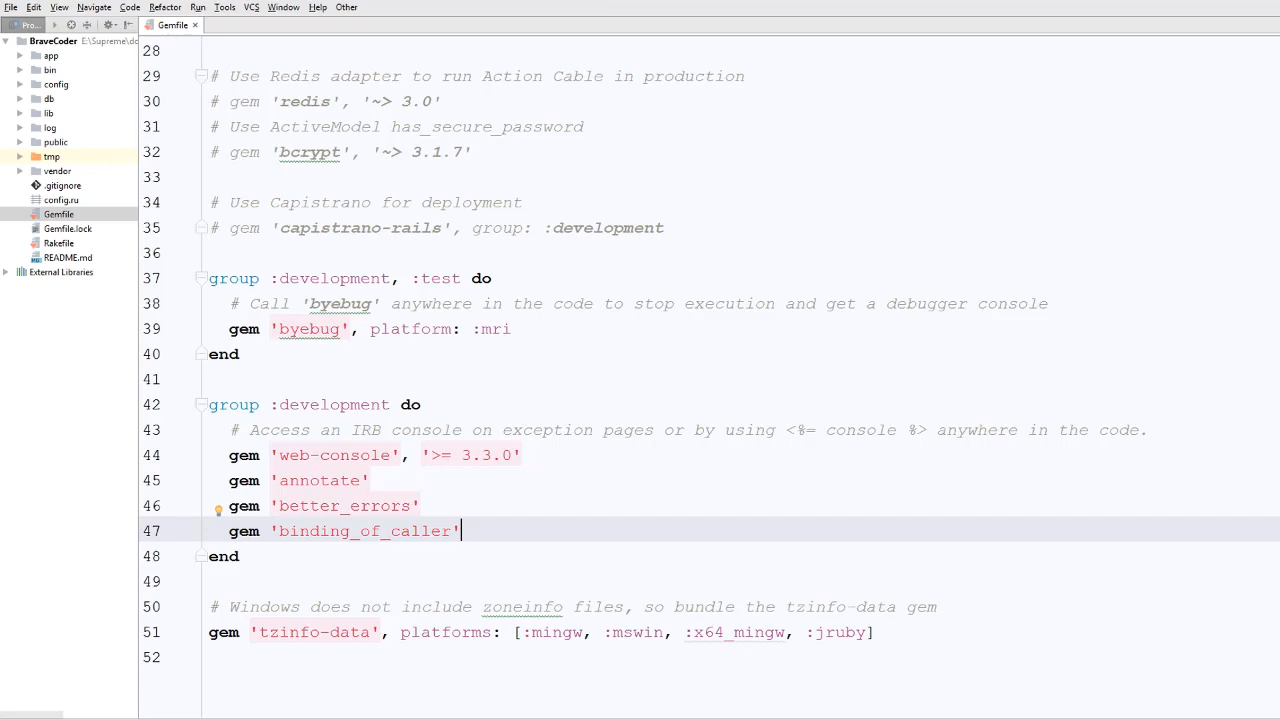 File Edit View Navigate Code Refactor Run Tools VCS Window Help Other
Pro...
Gemfile
BraveCoder E:\Supreme\do
app
bin
config
db
lib
log
public
tmp
vendor
.gitignore
config.ru
Gemfile
Gemfile.lock
Rakefile
README.md
External Libraries
28
29 # Use Redis adapter to run Action Cable in production
30 # gem 'redis', '~> 3.0'
31 # Use ActiveModel has_secure_password
32 # gem 'bcrypt', '~> 3.1.7'
33
34 # Use Capistrano for deployment
35 # gem 'capistrano-rails', group: :development
36
37 group :development, :test do
38 # Call 'byebug' anywhere in the code to stop execution and get a debugger console
39 gem 'byebug', platform: :mri
40 end
41
42 group :development do
43 # Access an IRB console on exception pages or by using <%= console %> anywhere in the code.
44 gem 'web-console', '>= 3.3.0'
45 gem 'annotate'
46 gem 'better_errors'
47 gem 'binding_of_caller'
48 end
49
50 # Windows does not include zoneinfo files, so bundle the tzinfo-data gem
51 gem 'tzinfo-data', platforms: [:mingw, :mswin, :x64_mingw, :jruby]
52